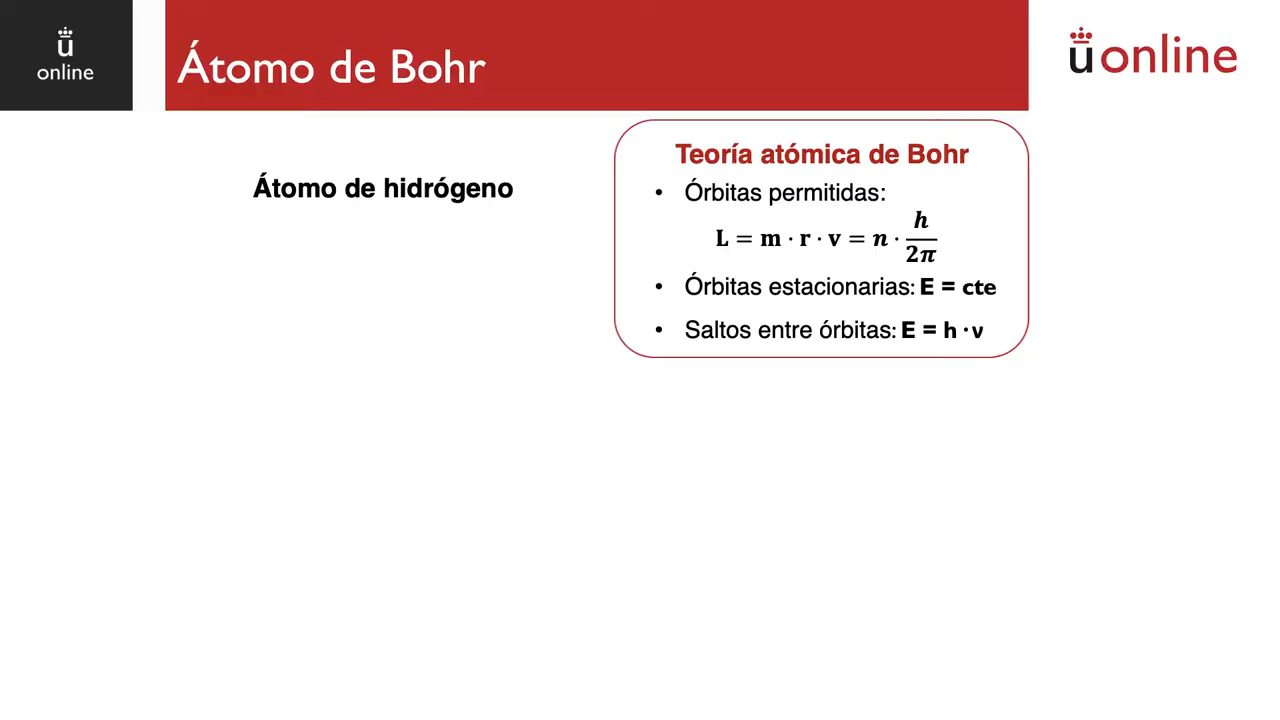 ü
online
Átomo de Bohr
üonline
Átomo de hidrógeno
Teoría atómica de Bohr
• Órbitas permitidas:
L = m · r · v = n · h / 2π
• Órbitas estacionarias: E = cte
• Saltos entre órbitas: E = h · ν